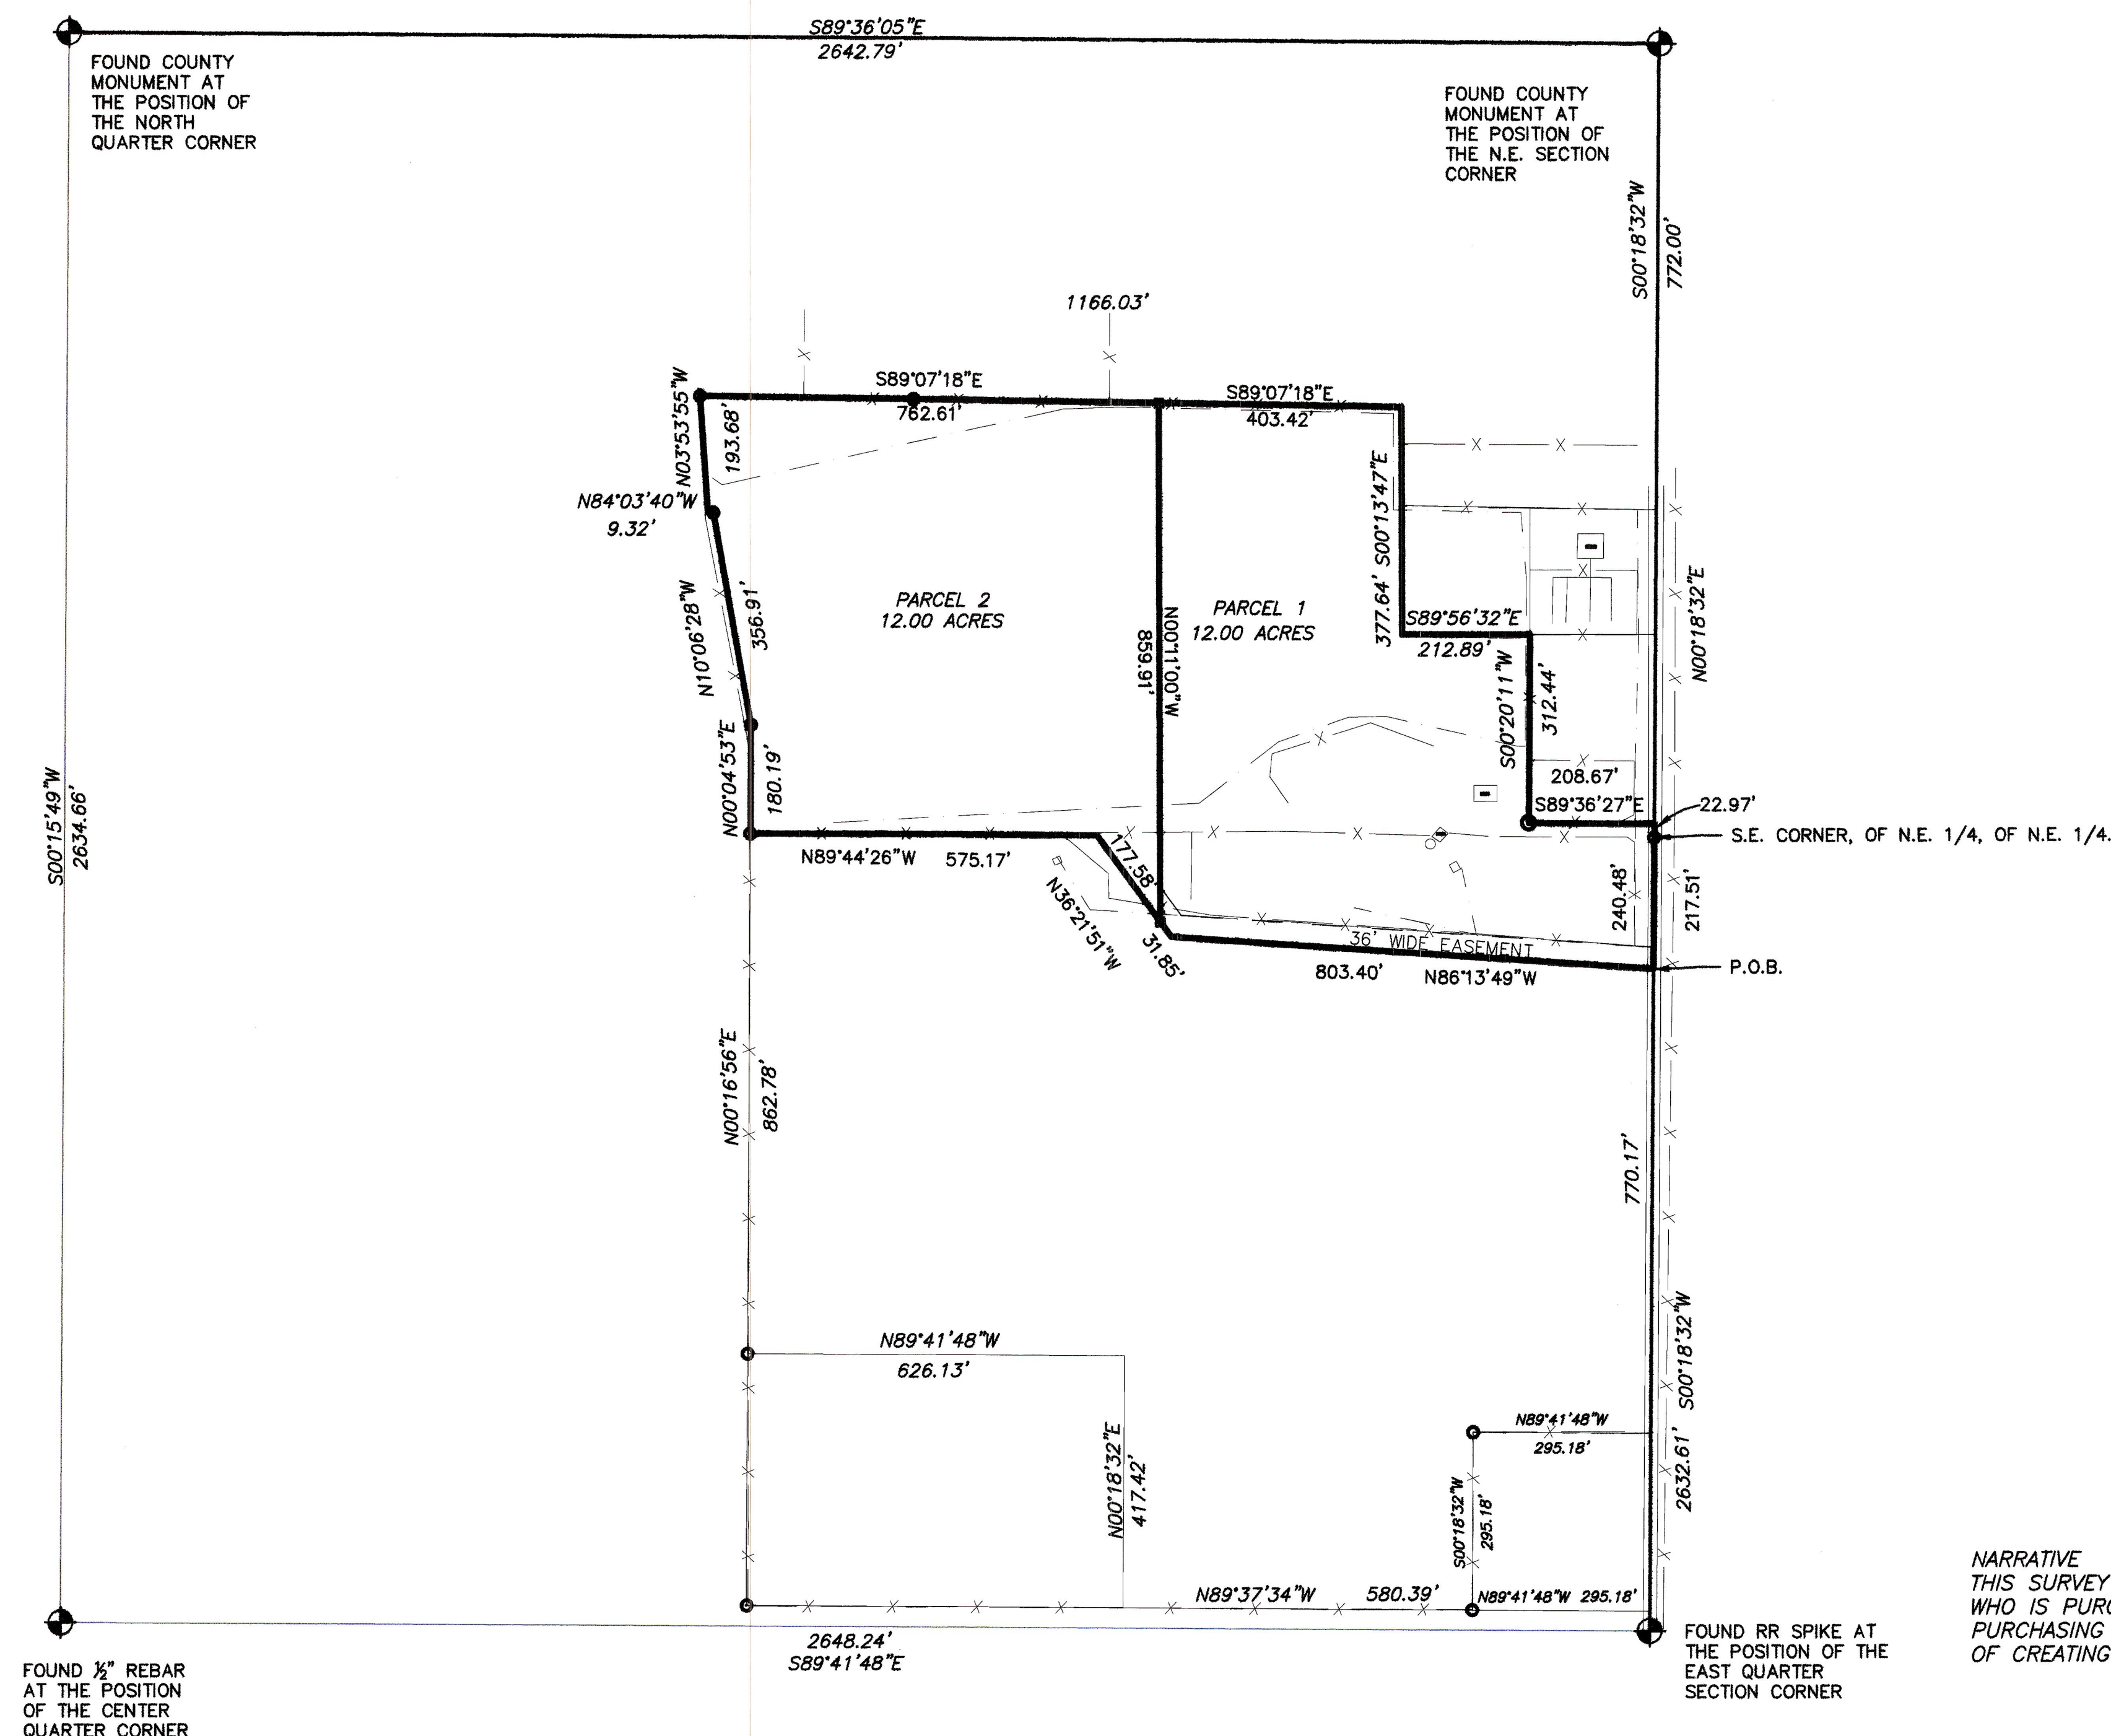 S89°36'05"E
2642.79'
FOUND COUNTY
MONUMENT AT
THE POSITION OF
THE NORTH
QUARTER CORNER
FOUND COUNTY
MONUMENT AT
THE POSITION OF
THE N.E. SECTION
CORNER
S00°18'32"W
772.00'
1166.03'
S89°07'18"E
762.61'
S89°07'18"E
403.42'
N03°53'55"W
193.68'
N84°03'40"W
9.32'
N10°06'28"W
356.91'
PARCEL 2
12.00 ACRES
PARCEL 1
12.00 ACRES
N00°11'00"W
859.91'
377.64' S00°13'47"E
S89°56'32"E
212.89'
S00°20'11"W
312.44'
N00°18'32"E
208.67'
S89°36'27"E
22.97'
S.E. CORNER, OF N.E. 1/4, OF N.E. 1/4.
N00°04'53"E
180.19'
S00°15'49"W
2634.66'
N89°44'26"W 575.17'
177.58'
N36°21'51"W
31.85'
240.48'
217.51'
36' WIDE EASEMENT
803.40' N86°13'49"W
P.O.B.
N00°16'56"E
862.78'
770.17'
N89°41'48"W
626.13'
N00°18'32"E
417.42'
N89°41'48"W
295.18'
S00°18'32"W
295.18'
2632.61' S00°18'32"W
N89°37'34"W 580.39'
N89°41'48"W 295.18'
2648.24'
S89°41'48"E
FOUND ½" REBAR
AT THE POSITION
OF THE CENTER
QUARTER CORNER
FOUND RR SPIKE AT
THE POSITION OF THE
EAST QUARTER
SECTION CORNER
NARRATIVE
THIS SURVEY
WHO IS PURC
PURCHASING
OF CREATING